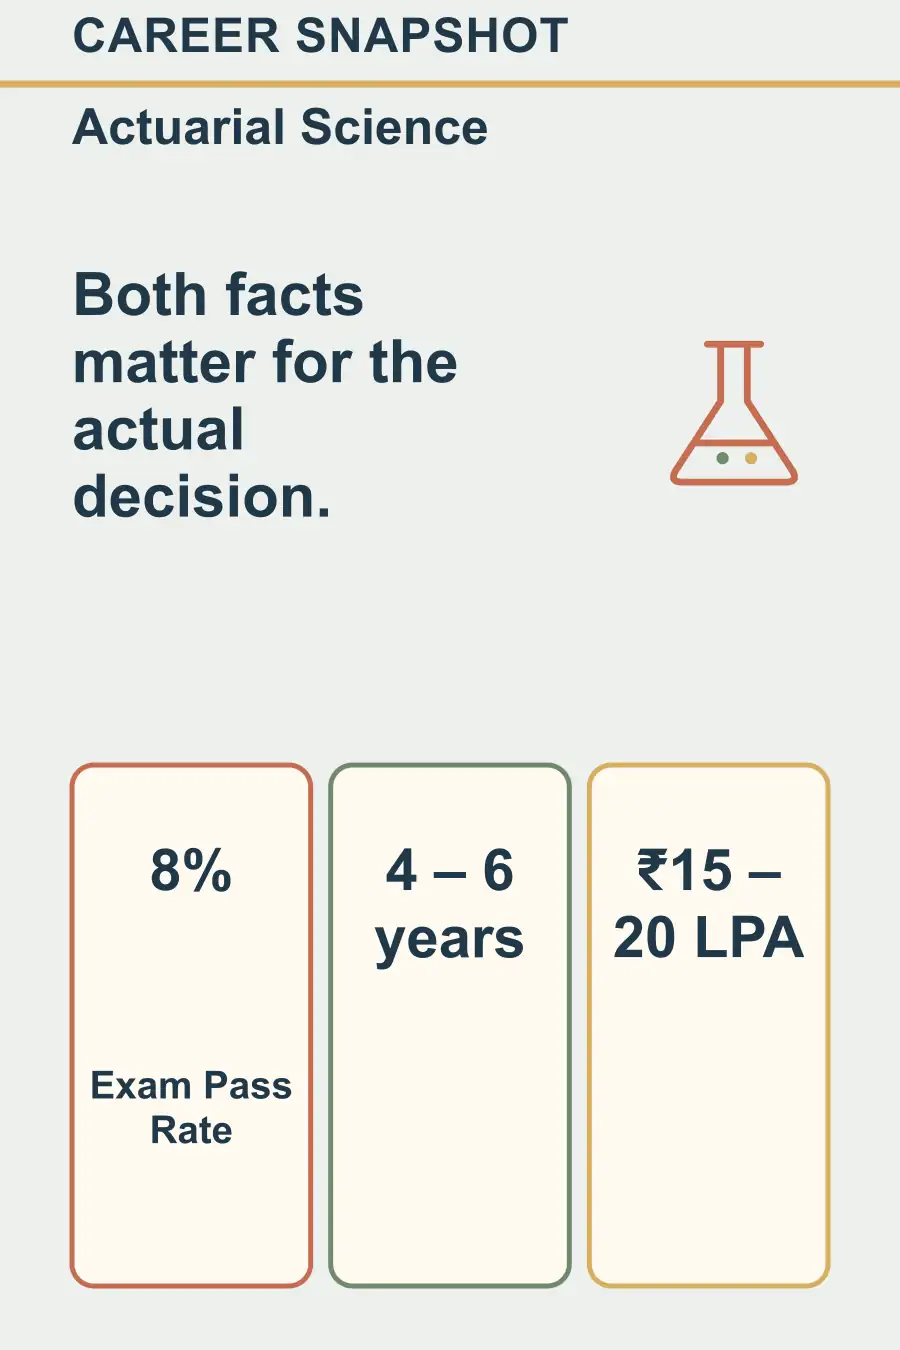 CAREER SNAPSHOT
Actuarial Science
Both facts
matter for the
actual
decision.
8%
Exam Pass
Rate
4 – 6
years
₹15 –
20 LPA